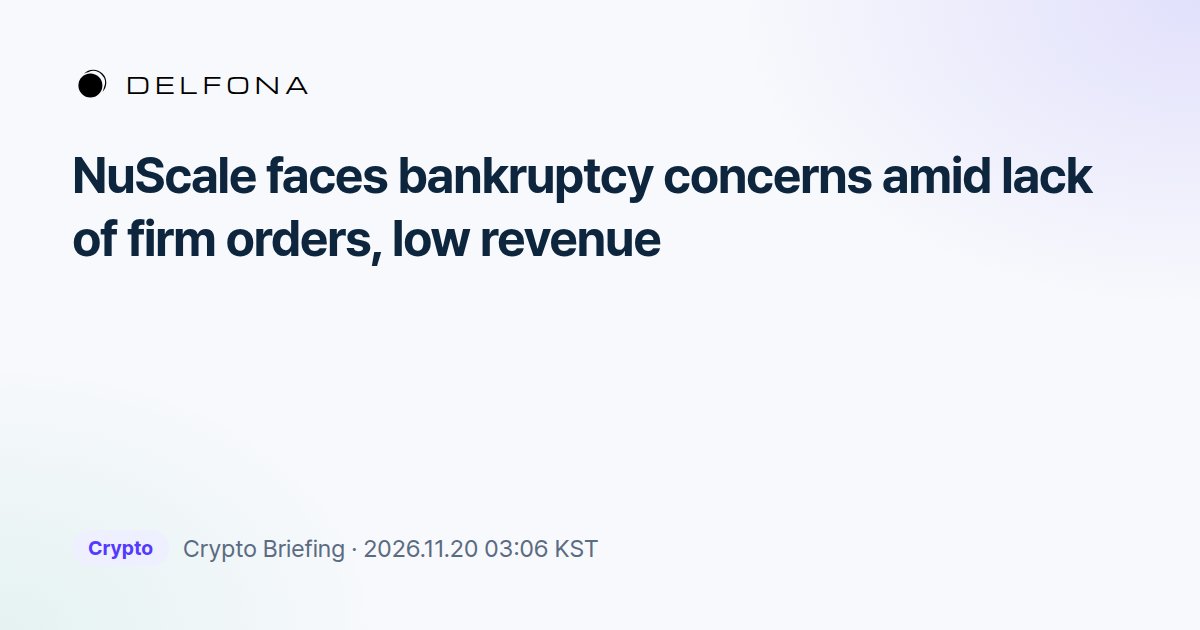 DELFONA
NuScale faces bankruptcy concerns amid lack
of firm orders, low revenue
Crypto Crypto Briefing · 2026.11.20 03:06 KST